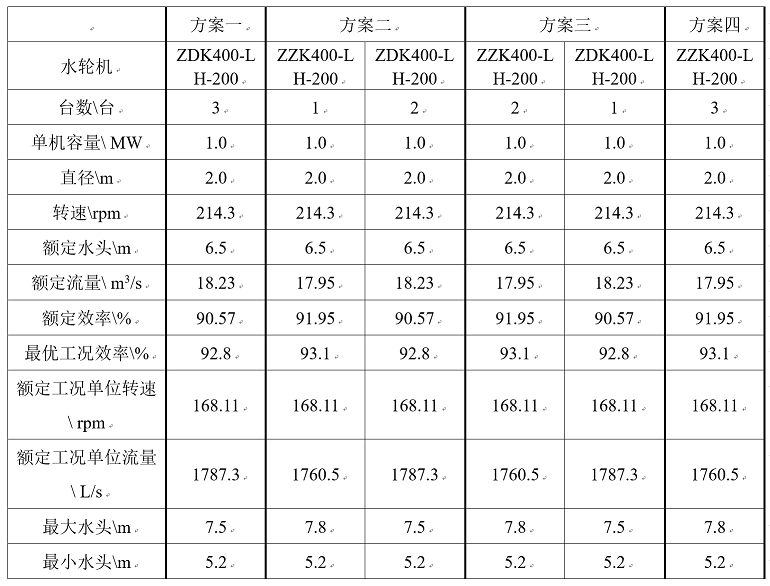 方案一 方案二 方案三 方案四
水轮机 ZDK400-L ZZK400-L ZDK400-L ZZK400-L ZDK400-L ZZK400-L
H-200 H-200 H-200 H-200 H-200 H-200
台数\台 3 1 2 2 1 3
单机容量\ MW 1.0 1.0 1.0 1.0 1.0 1.0
直径\m 2.0 2.0 2.0 2.0 2.0 2.0
转速\rpm 214.3 214.3 214.3 214.3 214.3 214.3
额定水头\m 6.5 6.5 6.5 6.5 6.5 6.5
额定流量\ m³/s 18.23 17.95 18.23 17.95 18.23 17.95
额定效率\% 90.57 91.95 90.57 91.95 90.57 91.95
最优工况效率\% 92.8 93.1 92.8 93.1 92.8 93.1
额定工况单位转速
\ rpm 168.11 168.11 168.11 168.11 168.11 168.11
额定工况单位流量
\ L/s 1787.3 1760.5 1787.3 1760.5 1787.3 1760.5
最大水头\m 7.5 7.8 7.5 7.8 7.5 7.8
最小水头\m 5.2 5.2 5.2 5.2 5.2 5.2